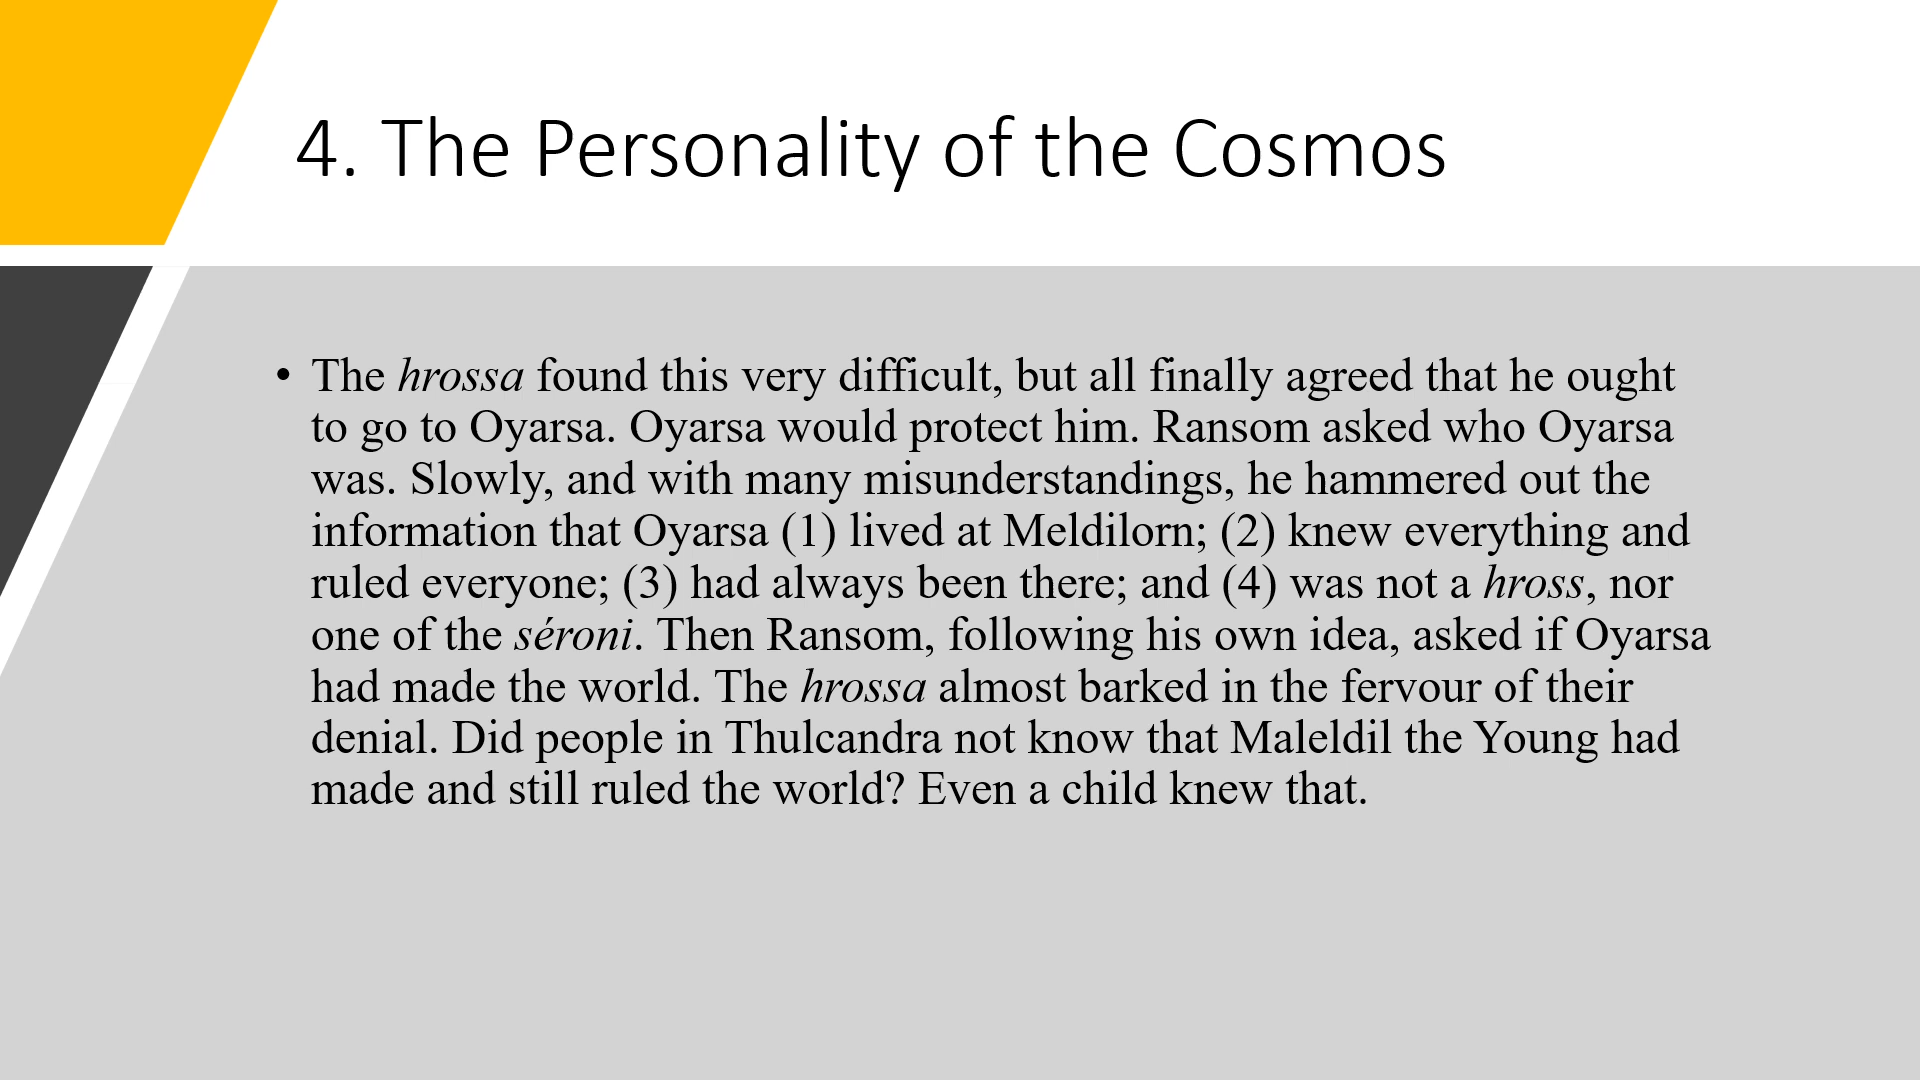 4. The Personality of the Cosmos
• The hrossa found this very difficult, but all finally agreed that he ought
to go to Oyarsa. Oyarsa would protect him. Ransom asked who Oyarsa
was. Slowly, and with many misunderstandings, he hammered out the
information that Oyarsa (1) lived at Meldilorn; (2) knew everything and
ruled everyone; (3) had always been there; and (4) was not a hross, nor
one of the séroni. Then Ransom, following his own idea, asked if Oyarsa
had made the world. The hrossa almost barked in the fervour of their
denial. Did people in Thulcandra not know that Maleldil the Young had
made and still ruled the world? Even a child knew that.